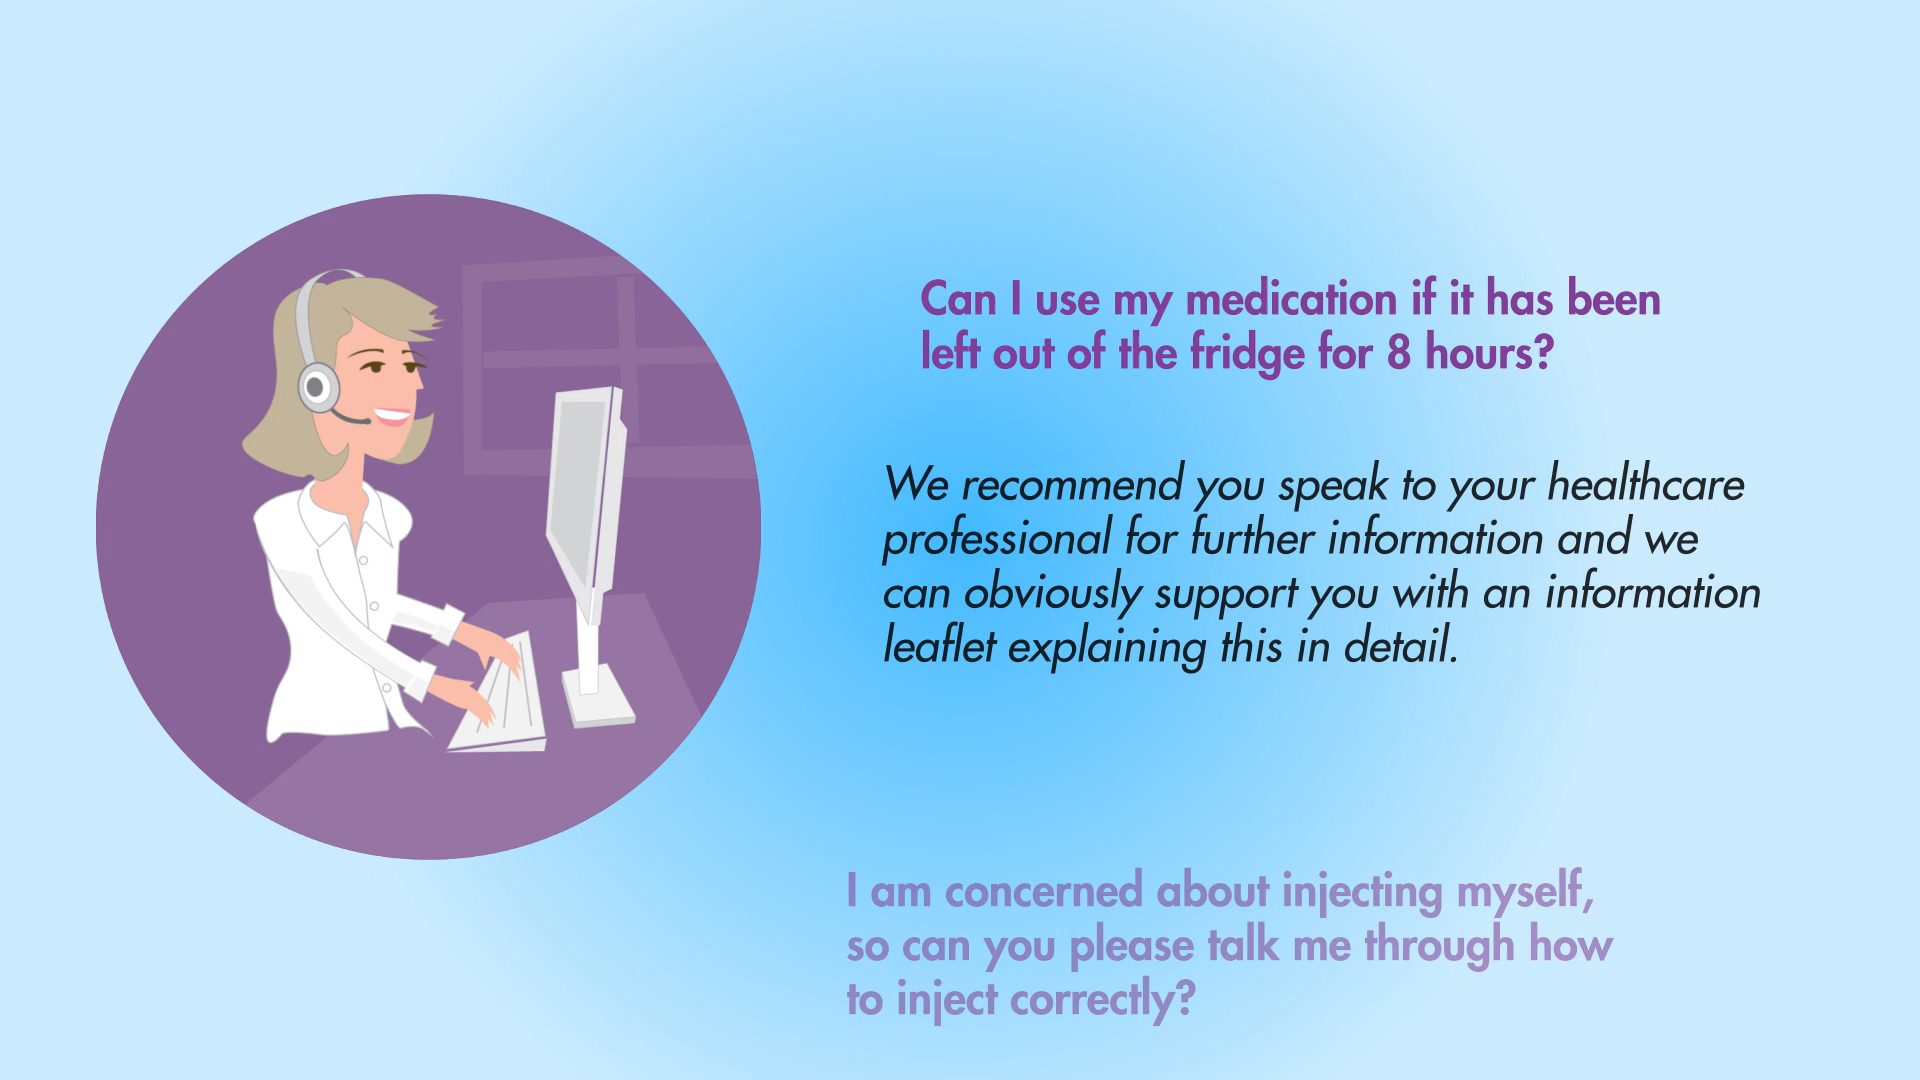 Can I use my medication if it has been
left out of the fridge for 8 hours?
We recommend you speak to your healthcare
professional for further information and we
can obviously support you with an information
leaflet explaining this in detail.
I am concerned about injecting myself,
so can you please talk me through how
to inject correctly?